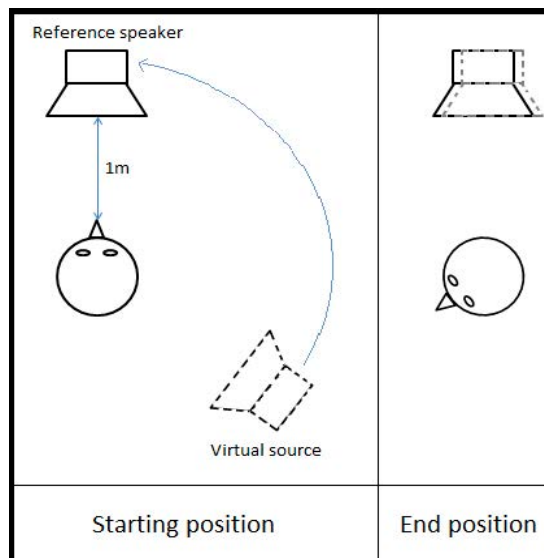 Reference speaker
1m
Virtual source
Starting position
End position